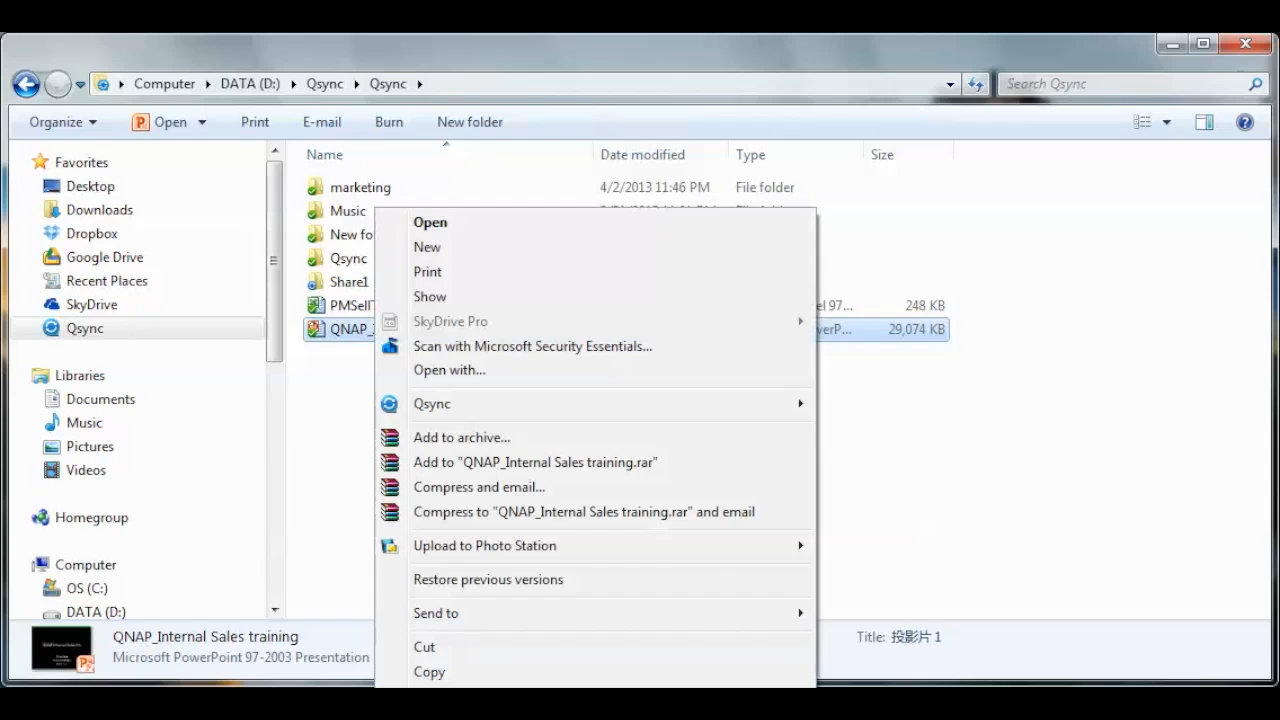 Computer DATA (D:) Qsync Qsync
Search Qsync
Organize Open Print E-mail Burn New folder
Name Date modified Type Size
Favorites
Desktop
Downloads
Dropbox
Google Drive
Recent Places
SkyDrive
Qsync
Libraries
Documents
Music
Pictures
Videos
Homegroup
Computer
OS (C:)
DATA (D:)
marketing 4/2/2013 11:46 PM File folder
Music
New fo
Qsync
Share1
PMSellT el 97... 248 KB
QNAP_I verP... 29,074 KB
Open
New
Print
Show
SkyDrive Pro
Scan with Microsoft Security Essentials...
Open with...
Qsync
Add to archive...
Add to "QNAP_Internal Sales training.rar"
Compress and email...
Compress to "QNAP_Internal Sales training.rar" and email
Upload to Photo Station
Restore previous versions
Send to
Cut
Copy
QNAP_Internal Sales training
Microsoft PowerPoint 97-2003 Presentation
Title: 投影片 1